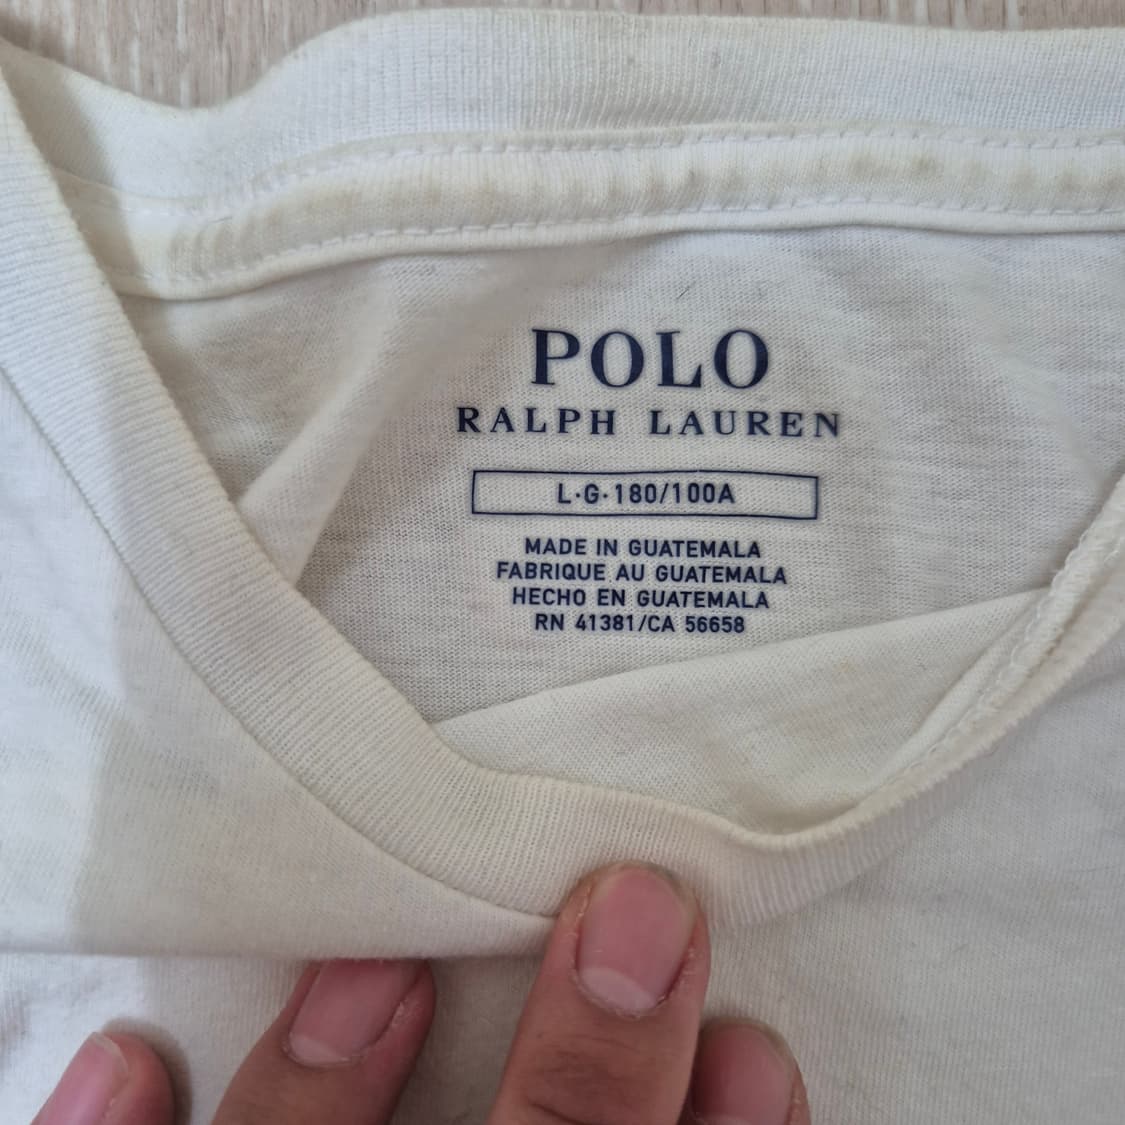 POLO
RALPH LAUREN
L·G·180/100A
MADE IN GUATEMALA
FABRIQUE AU GUATEMALA
HECHO EN GUATEMALA
RN 41381/CA 56658